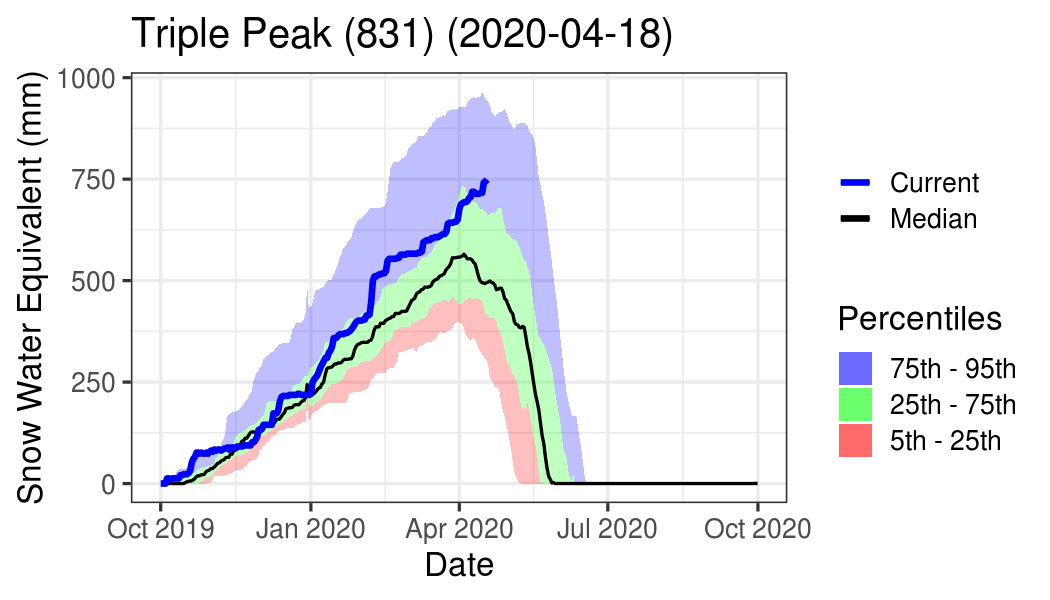 Triple Peak (831) (2020-04-18)
Snow Water Equivalent (mm)
1000
750
500
250
0
Oct 2019
Jan 2020
Apr 2020
Jul 2020
Oct 2020
Date
Current
Median
Percentiles
75th - 95th
25th - 75th
5th - 25th